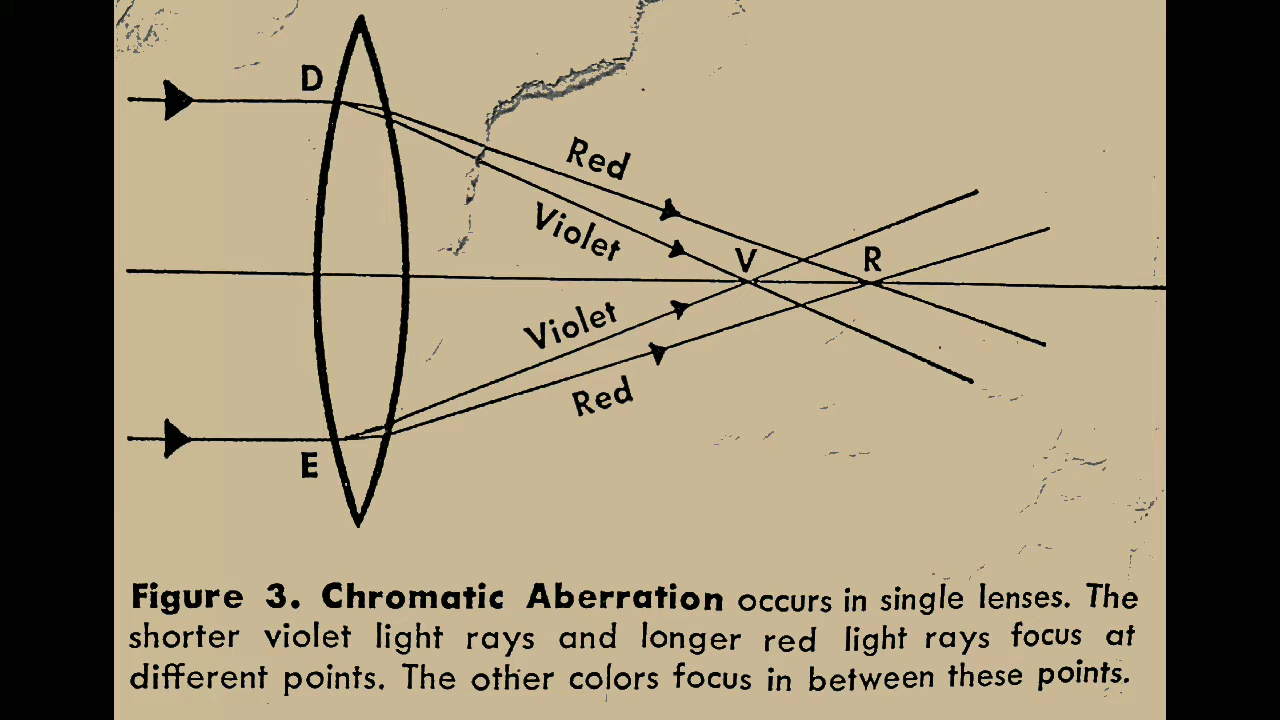 D
Red
Violet
V
R
Violet
Red
E
Figure 3. Chromatic Aberration occurs in single lenses. The
shorter violet light rays and longer red light rays focus at
different points. The other colors focus in between these points.